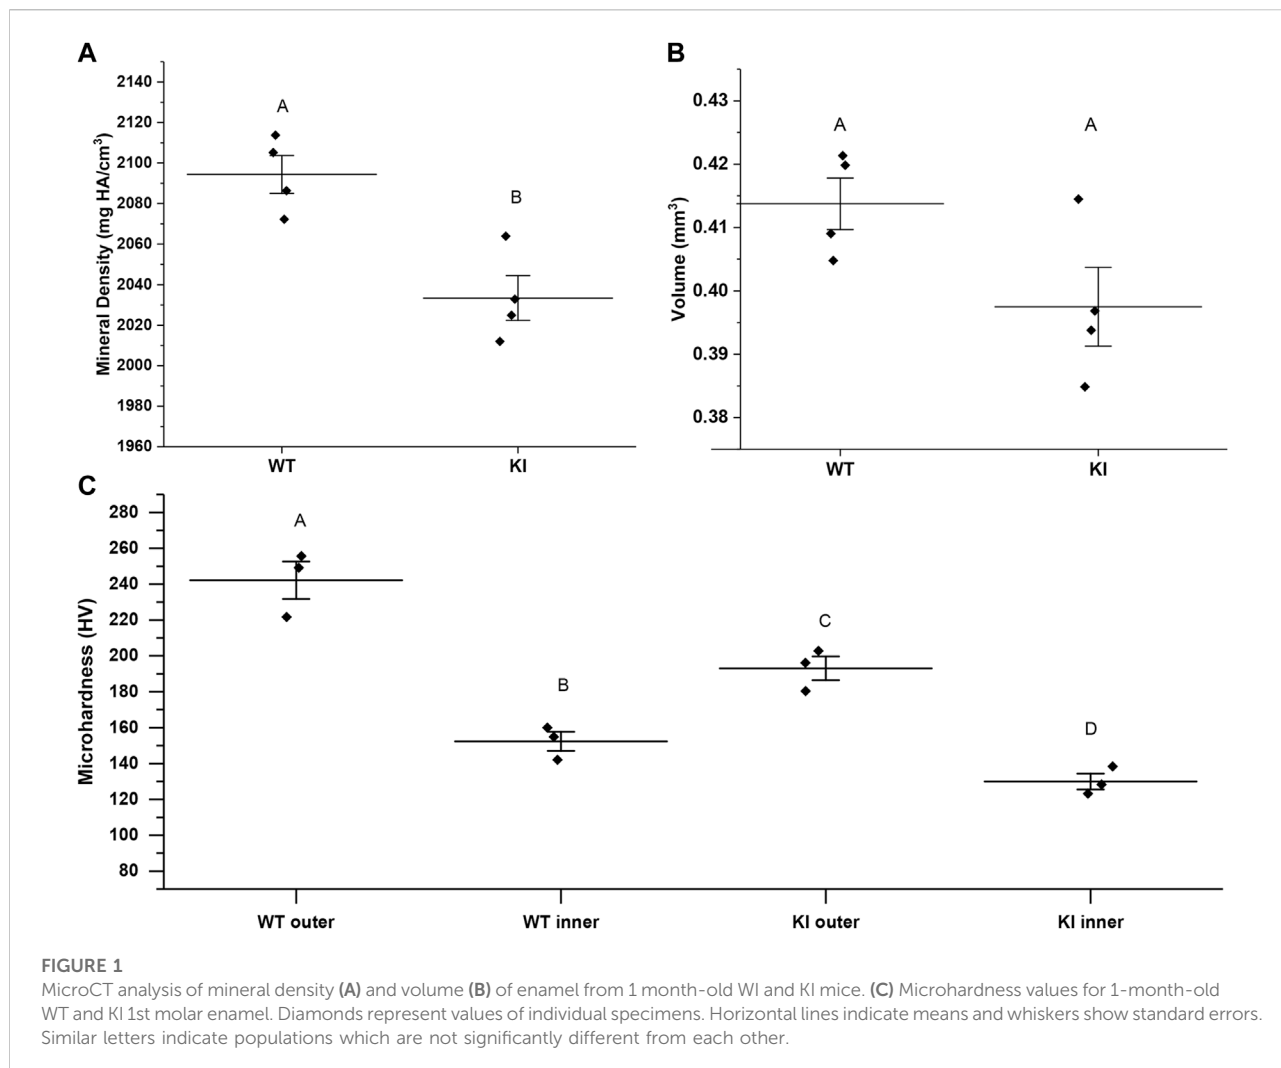 A
B
2140
2120
2100
2080
2060
2040
2020
2000
1980
1960
Mineral Density (mg HA/cm³)
A
B
WT
KI
0.43
0.42
0.41
0.40
0.39
0.38
Volume (mm³)
A
A
WT
KI
C
280
260
240
220
200
180
160
140
120
100
80
Microhardness (HV)
A
B
C
D
WT outer
WT inner
KI outer
KI inner
FIGURE 1
MicroCT analysis of mineral density (A) and volume (B) of enamel from 1 month-old WI and KI mice. (C) Microhardness values for 1-month-old
WT and KI 1st molar enamel. Diamonds represent values of individual specimens. Horizontal lines indicate means and whiskers show standard errors.
Similar letters indicate populations which are not significantly different from each other.